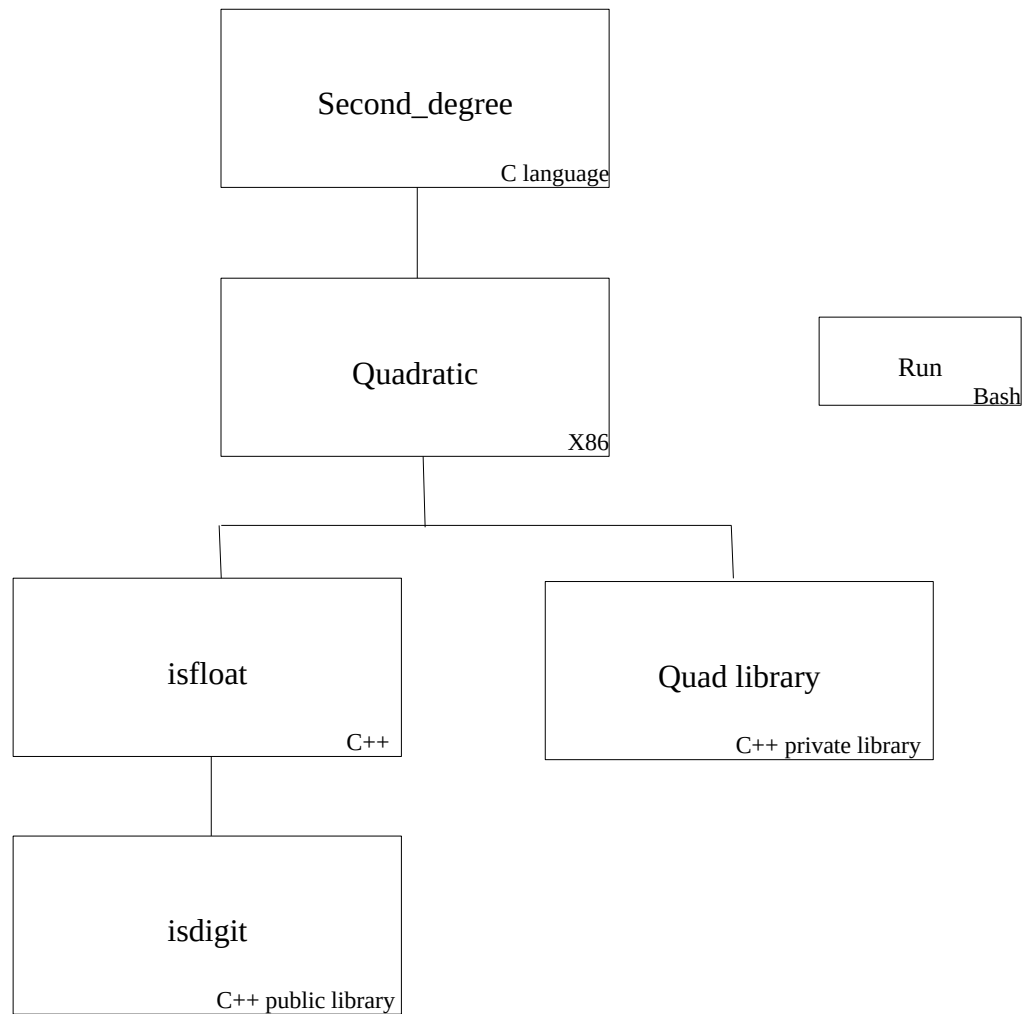 Second_degree
C language
Quadratic
X86
Run
Bash
isfloat
C++
Quad library
C++ private library
isdigit
C++ public library